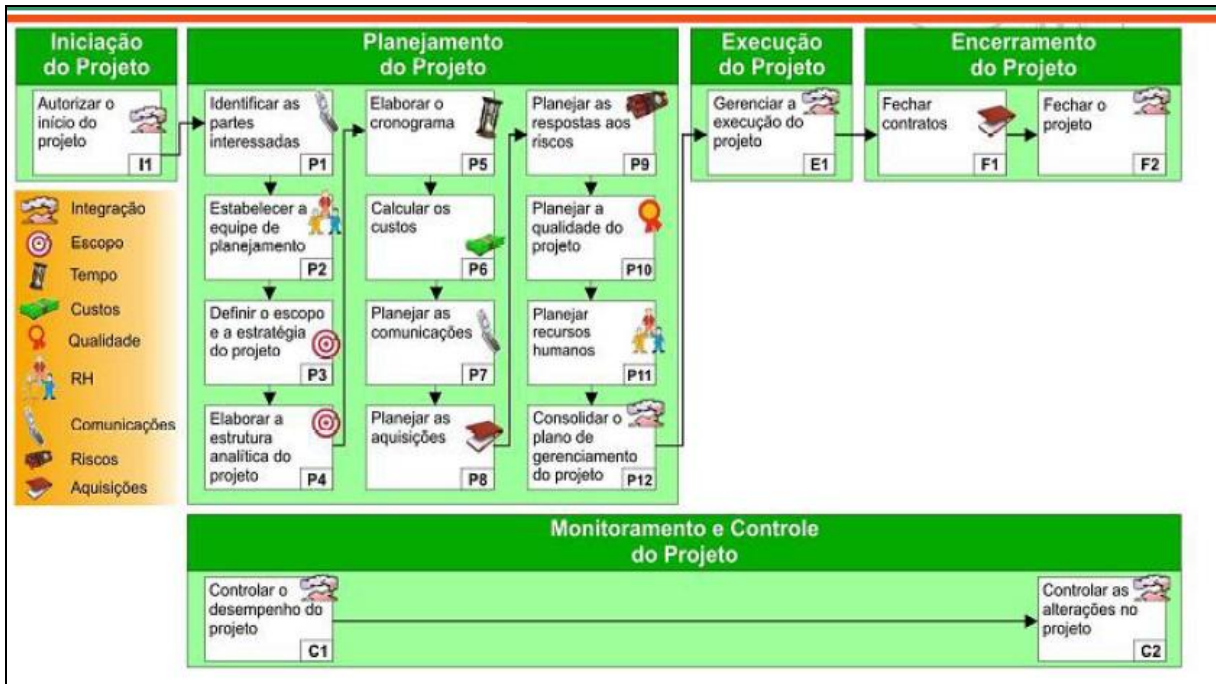 Iniciação
do Projeto
Autorizar o
início do
projeto
I1
Integração
Escopo
Tempo
Custos
Qualidade
RH
Comunicações
Riscos
Aquisições
Planejamento
do Projeto
Identificar as
partes
interessadas
P1
Estabelecer a
equipe de
planejamento
P2
Definir o escopo
e a estratégia
do projeto
P3
Elaborar a
estrutura
analítica do
projeto
P4
Elaborar o
cronograma
P5
Calcular os
custos
P6
Planejar as
comunicações
P7
Planejar as
aquisições
P8
Planejar as
respostas aos
riscos
P9
Planejar a
qualidade do
projeto
P10
Planejar
recursos
humanos
P11
Consolidar o
plano de
gerenciamento
do projeto
P12
Execução
do Projeto
Gerenciar a
execução do
projeto
E1
Encerramento
do Projeto
Fechar
contratos
F1
Fechar o
projeto
F2
Monitoramento e Controle
do Projeto
Controlar o
desempenho do
projeto
C1
Controlar as
alterações no
projeto
C2